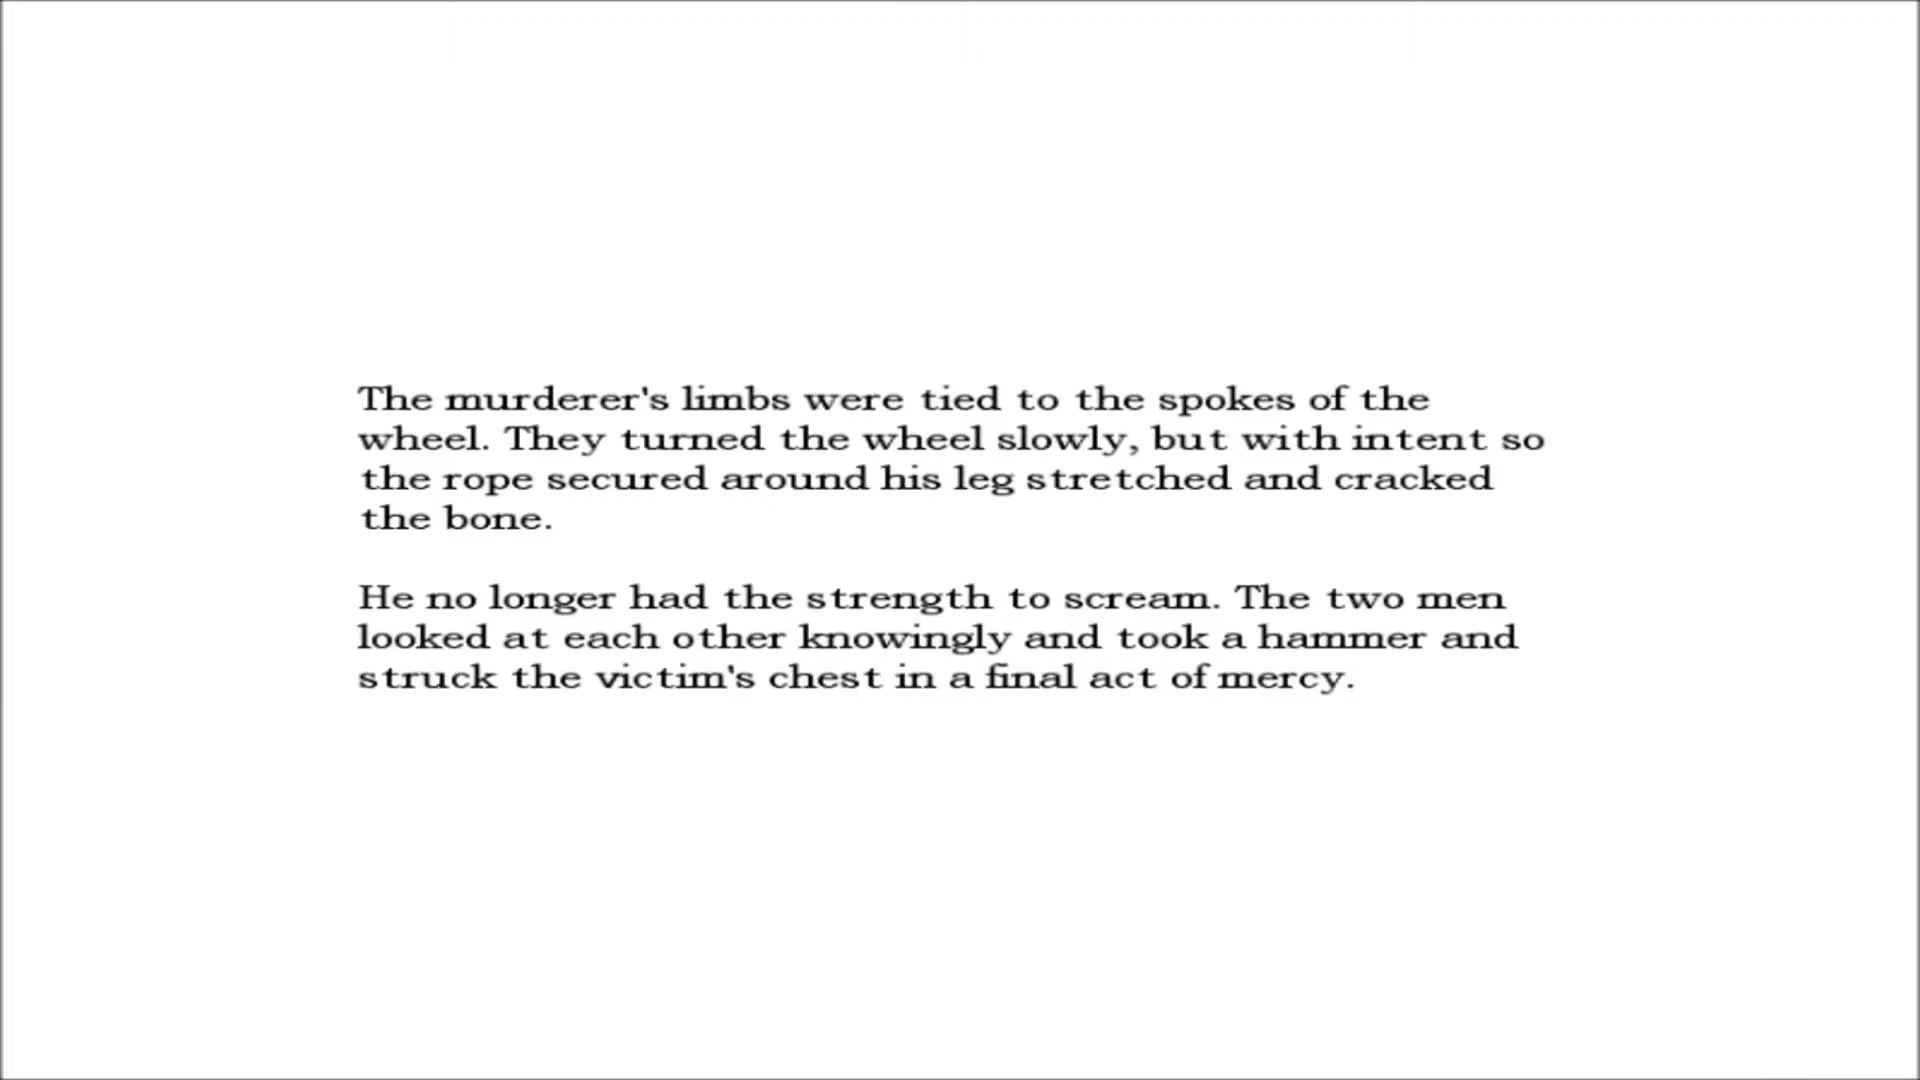 The murderer's limbs were tied to the spokes of the
wheel. They turned the wheel slowly, but with intent so
the rope secured around his leg stretched and cracked
the bone.
He no longer had the strength to scream. The two men
looked at each other knowingly and took a hammer and
struck the victim's chest in a final act of mercy.